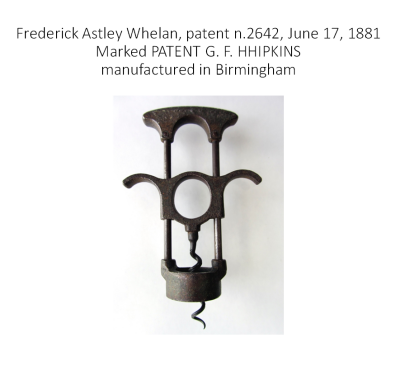 Frederick Astley Whelan, patent n.2642, June 17, 1881
Marked PATENT G. F. HHIPKINS
manufactured in Birmingham